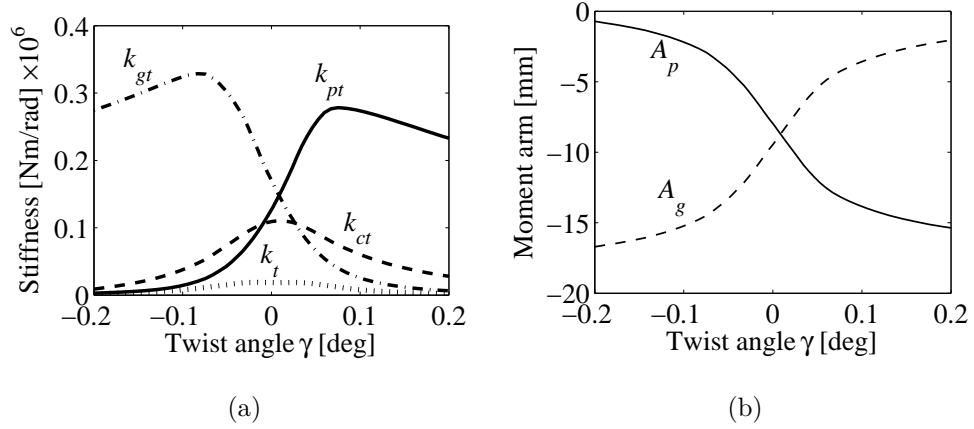 Stiffness [Nm/rad] ×10^6
0.4
0.3
0.2
0.1
0
k_gt
k_pt
k_ct
k_t
−0.2 −0.1 0 0.1 0.2
Twist angle γ [deg]
(a)
Moment arm [mm]
0
−5
−10
−15
−20
A_p
A_g
−0.2 −0.1 0 0.1 0.2
Twist angle γ [deg]
(b)